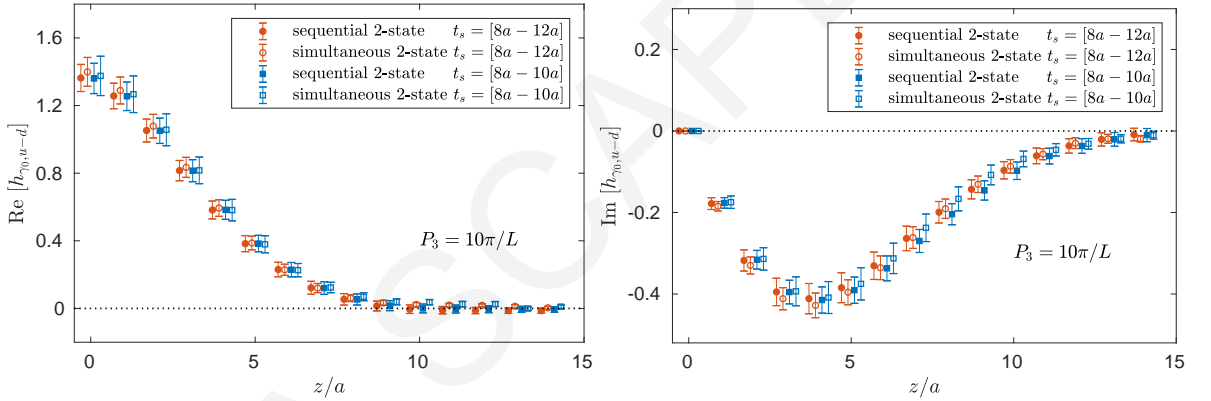 sequential 2-state t_s = [8a − 12a]
simultaneous 2-state t_s = [8a − 12a]
sequential 2-state t_s = [8a − 10a]
simultaneous 2-state t_s = [8a − 10a]
1.6
1.2
0.8
0.4
0
Re [h_{γ0,u−d}]
P_3 = 10π/L
0 5 10 15
z/a
sequential 2-state t_s = [8a − 12a]
simultaneous 2-state t_s = [8a − 12a]
sequential 2-state t_s = [8a − 10a]
simultaneous 2-state t_s = [8a − 10a]
0.2
0
-0.2
-0.4
Im [h_{γ0,u−d}]
P_3 = 10π/L
0 5 10 15
z/a
SCAPE